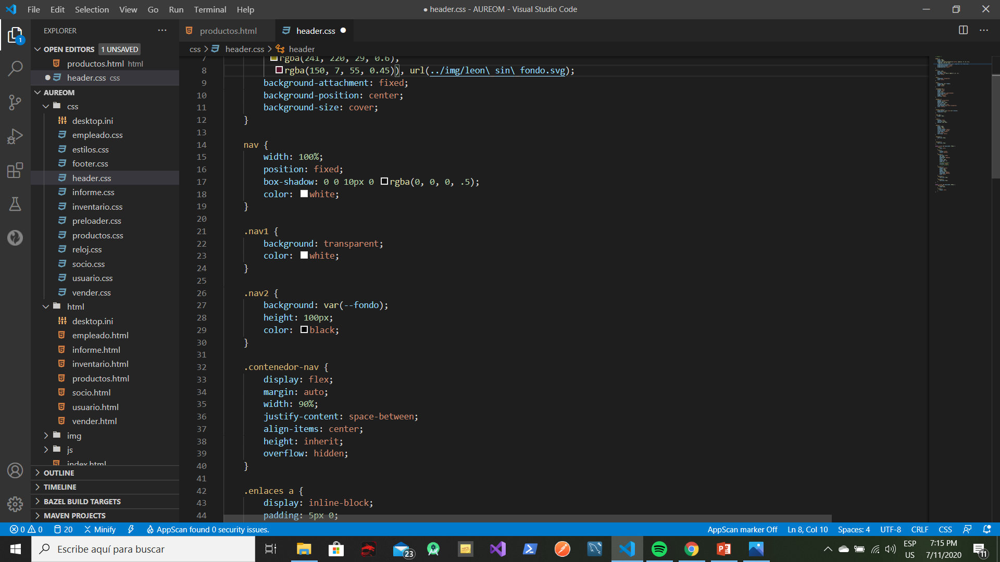 File Edit Selection View Go Run Terminal Help
● header.css - AUREOM - Visual Studio Code
EXPLORER
OPEN EDITORS 1 UNSAVED
productos.html html
header.css css
AUREOM
css
desktop.ini
empleado.css
estilos.css
footer.css
header.css
informe.css
inventario.css
preloader.css
productos.css
reloj.css
socio.css
usuario.css
vender.css
html
desktop.ini
empleado.html
informe.html
inventario.html
productos.html
socio.html
usuario.html
vender.html
img
js
index.html
OUTLINE
TIMELINE
BAZEL BUILD TARGETS
MAVEN PROJECTS
productos.html header.css ●
css > header.css > header
7 rgba(241, 220, 29, 0.6),
8 rgba(150, 7, 55, 0.45)), url(../img/leon\ sin\ fondo.svg);
9 background-attachment: fixed;
10 background-position: center;
11 background-size: cover;
12 }
13
14 nav {
15 width: 100%;
16 position: fixed;
17 box-shadow: 0 0 10px 0 rgba(0, 0, 0, .5);
18 color: white;
19 }
20
21 .nav1 {
22 background: transparent;
23 color: white;
24 }
25
26 .nav2 {
27 background: var(--fondo);
28 height: 100px;
29 color: black;
30 }
31
32 .contenedor-nav {
33 display: flex;
34 margin: auto;
35 width: 90%;
36 justify-content: space-between;
37 align-items: center;
38 height: inherit;
39 overflow: hidden;
40 }
41
42 .enlaces a {
43 display: inline-block;
44 padding: 5px 0;
0 0 20 Minify AppScan found 0 security issues.
AppScan marker Off Ln 8, Col 10 Spaces: 4 UTF-8 CRLF CSS
Escribe aquí para buscar
23
ESP
US
7:15 PM
7/11/2020
11
1